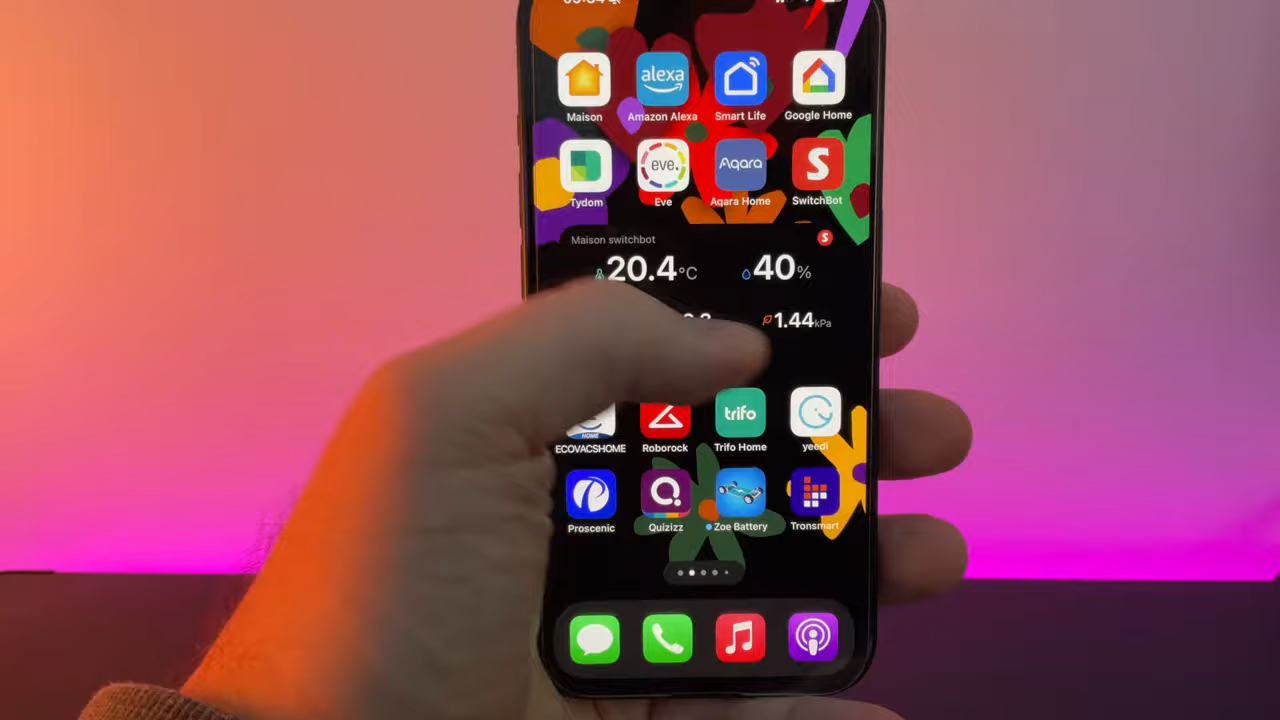 alexa
Maison Amazon Alexa Smart Life Google Home
eve. Aqara S
Tydom Eve Aqara Home SwitchBot
Maison switchbot S
20.4°C 40%
1.44kPa
HOME trifo
ECOVACSHOME Roborock Trifo Home yeedi
Proscenic Quizizz Zoe Battery Tronsmart